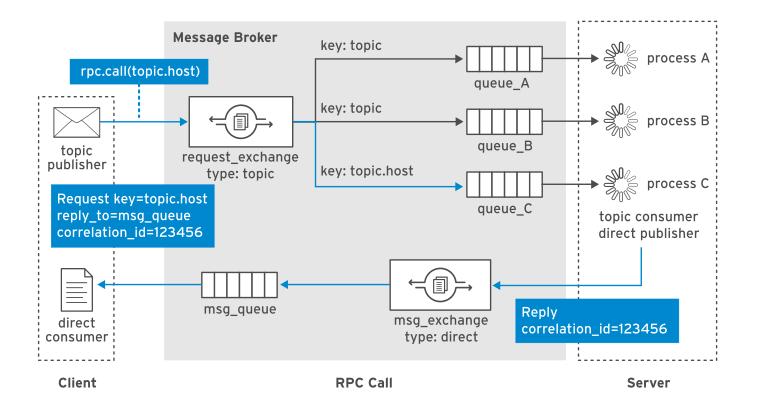 Message Broker
rpc.call(topic.host)
key: topic
queue_A
process A
topic
publisher
request_exchange
type: topic
key: topic
queue_B
process B
key: topic.host
queue_C
process C
topic consumer
direct publisher
Request key=topic.host
reply_to=msg_queue
correlation_id=123456
direct
consumer
msg_queue
msg_exchange
type: direct
Reply
correlation_id=123456
Client
RPC Call
Server